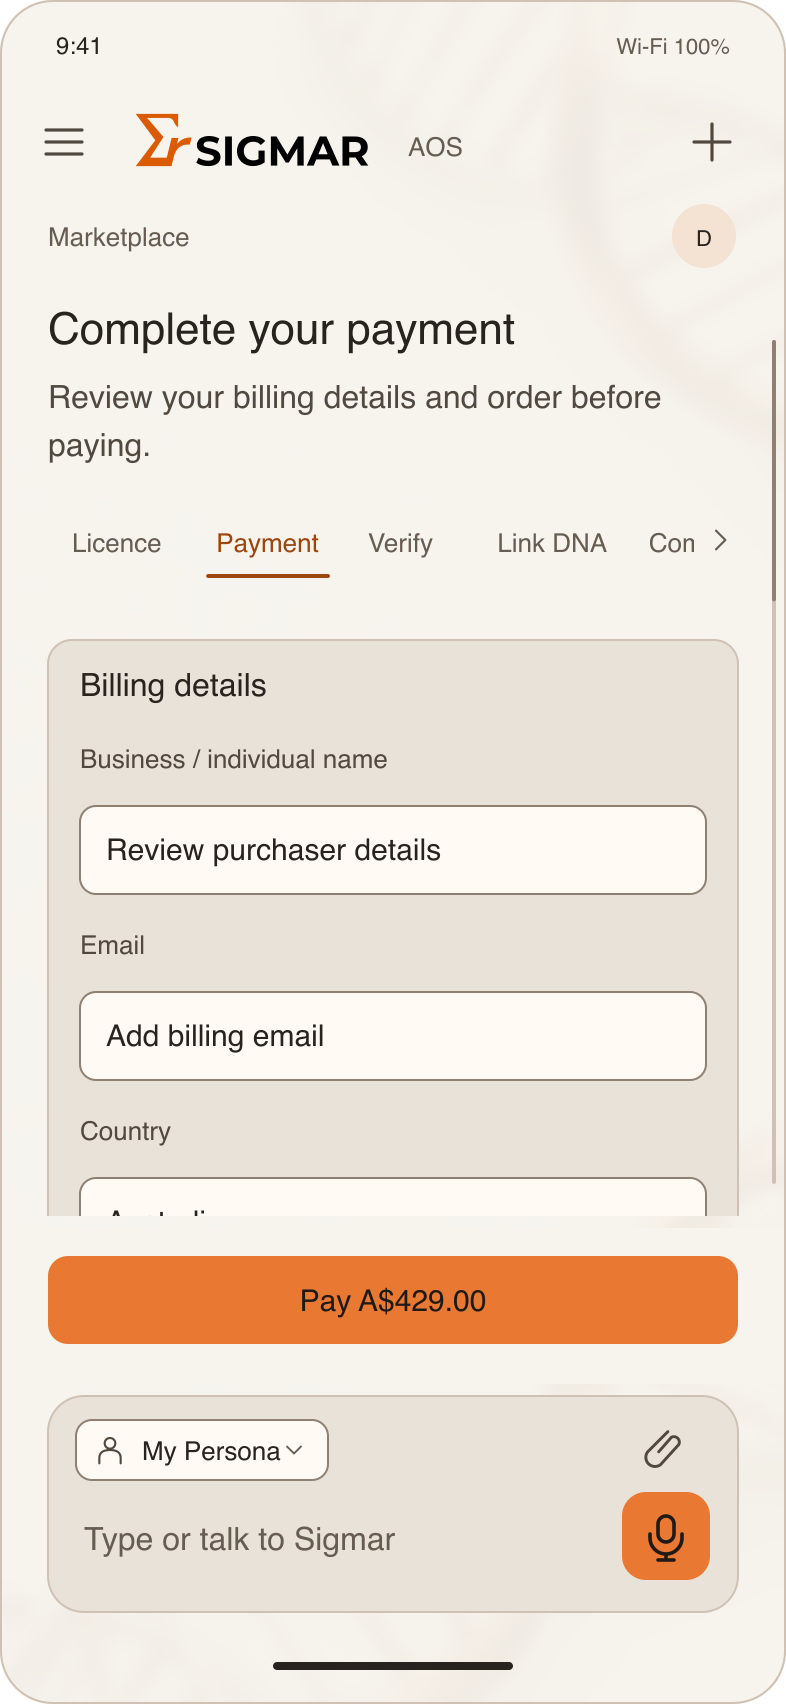 9:41
Wi-Fi 100%
Σr SIGMAR
AOS
Marketplace
D
Complete your payment
Review your billing details and order before
paying.
Licence
Payment
Verify
Link DNA
Con
Billing details
Business / individual name
Review purchaser details
Email
Add billing email
Country
Pay A$429.00
My Persona
Type or talk to Sigmar